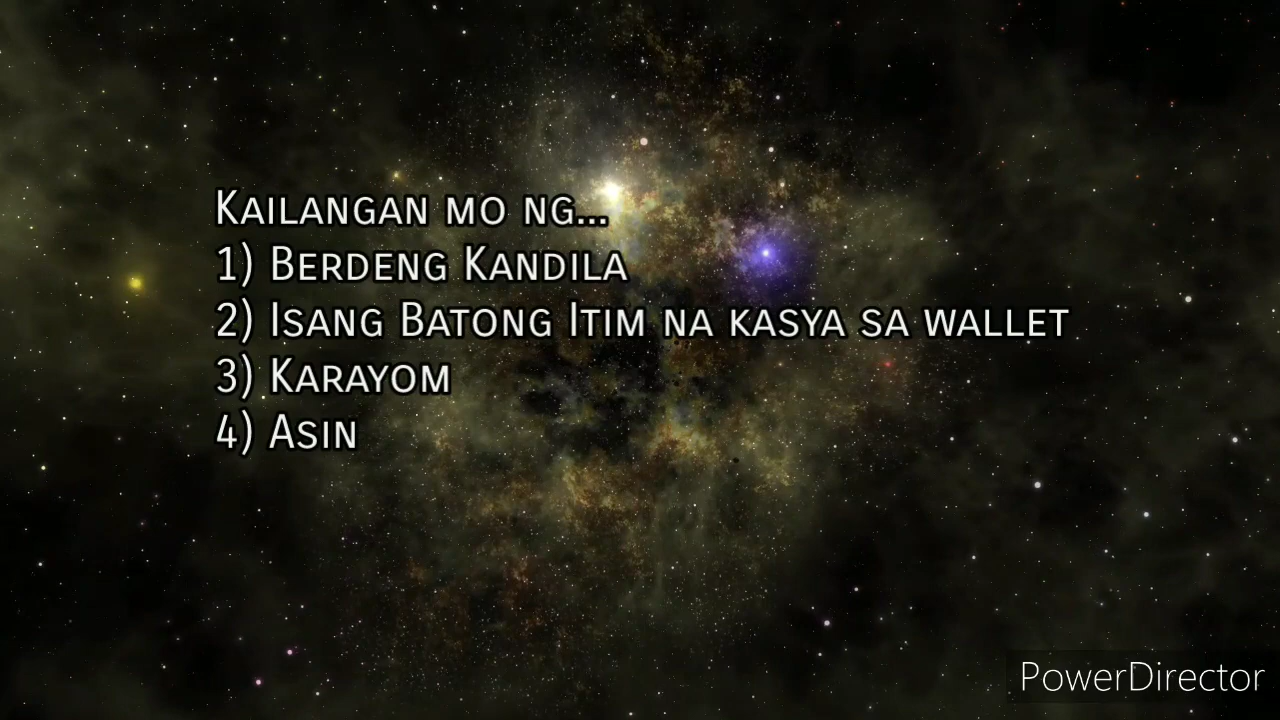 Kailangan mo ng...
1) Berdeng Kandila
2) Isang Batong Itim na kasya sa wallet
3) Karayom
4) Asin
PowerDirector